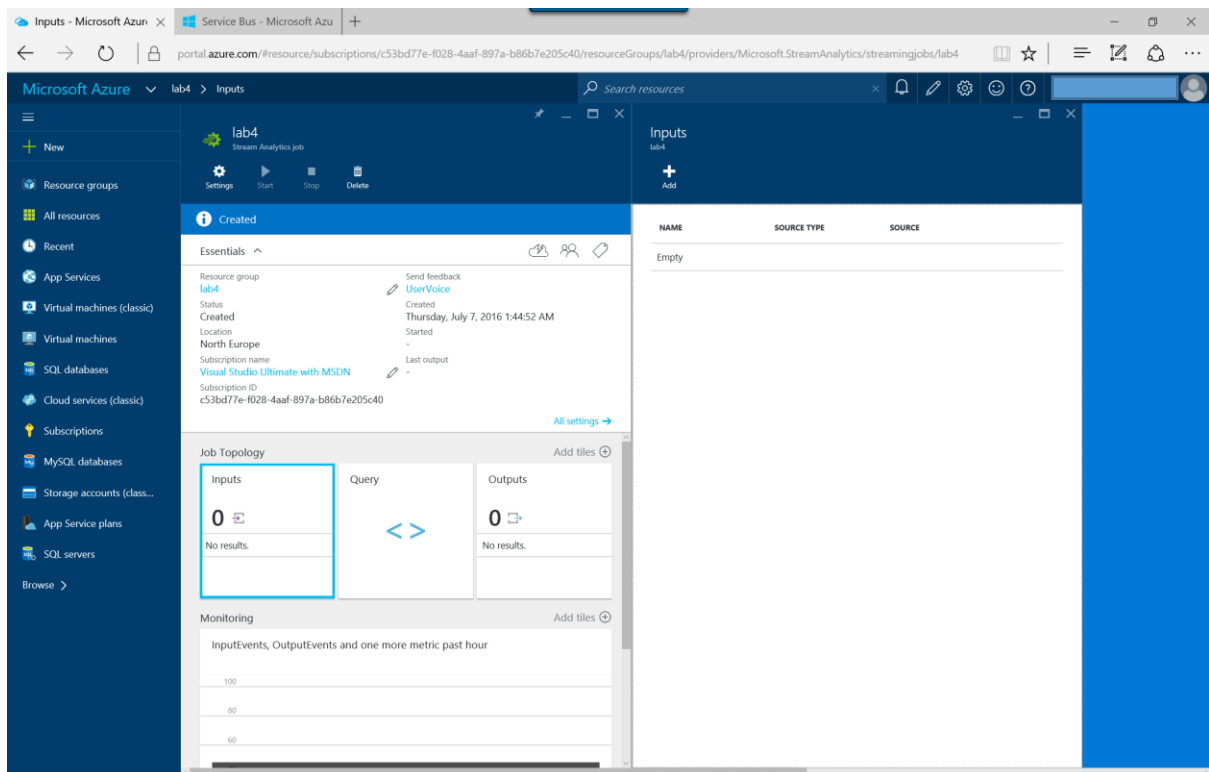 Inputs - Microsoft Azur
Service Bus - Microsoft Azu
portal.azure.com/#resource/subscriptions/c53bd77e-f028-4aaf-897a-b86b7e205c40/resourceGroups/lab4/providers/Microsoft.StreamAnalytics/streamingjobs/lab4
Microsoft Azure
lab4 > Inputs
Search resources
New
Resource groups
All resources
Recent
App Services
Virtual machines (classic)
Virtual machines
SQL databases
Cloud services (classic)
Subscriptions
MySQL databases
Storage accounts (class...
App Service plans
SQL servers
Browse >
lab4
Stream Analytics job
Settings
Start
Stop
Delete
Created
Essentials
Resource group
lab4
Status
Created
Location
North Europe
Subscription name
Visual Studio Ultimate with MSDN
Subscription ID
c53bd77e-f028-4aaf-897a-b86b7e205c40
Send feedback
UserVoice
Created
Thursday, July 7, 2016 1:44:52 AM
Started
-
Last output
-
All settings
Job Topology
Add tiles
Inputs
0
No results.
Query
< >
Outputs
0
No results.
Monitoring
Add tiles
InputEvents, OutputEvents and one more metric past hour
100
80
60
Inputs
lab4
Add
NAME SOURCE TYPE SOURCE
Empty